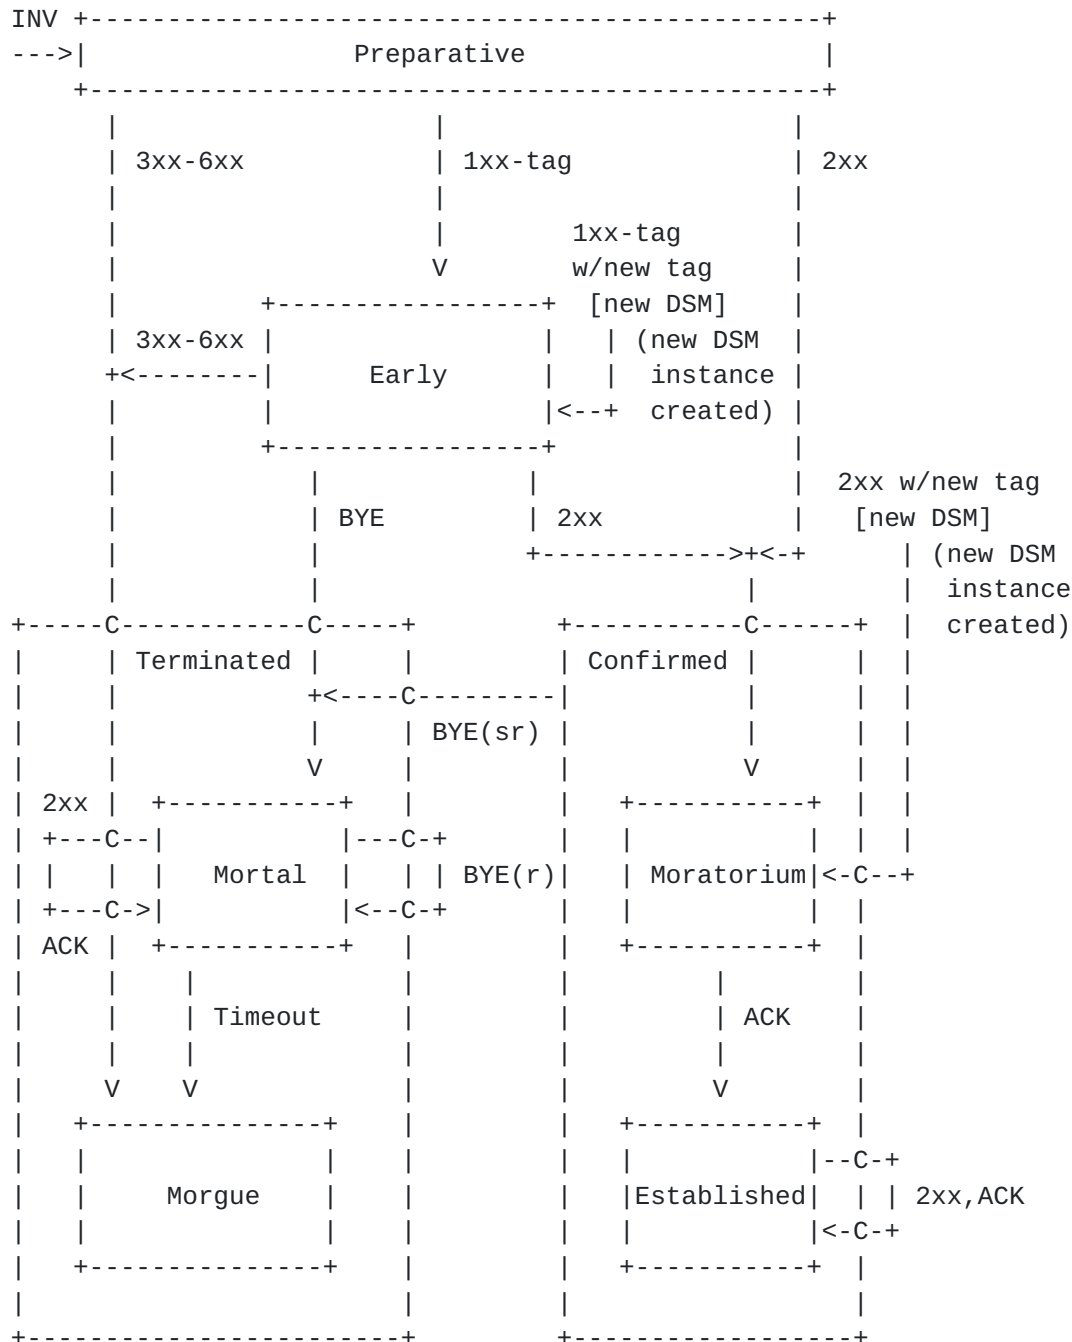 INV
--->
Preparative
3xx-6xx 1xx-tag 2xx
1xx-tag
w/new tag
[new DSM]
3xx-6xx (new DSM
Early instance
created)
2xx w/new tag
BYE 2xx [new DSM]
(new DSM
instance
C C C created)
Terminated Confirmed
C
BYE(sr)
2xx
C C
Mortal BYE(r) Moratorium C
C C
ACK
Timeout ACK
C
Morgue Established 2xx,ACK
C